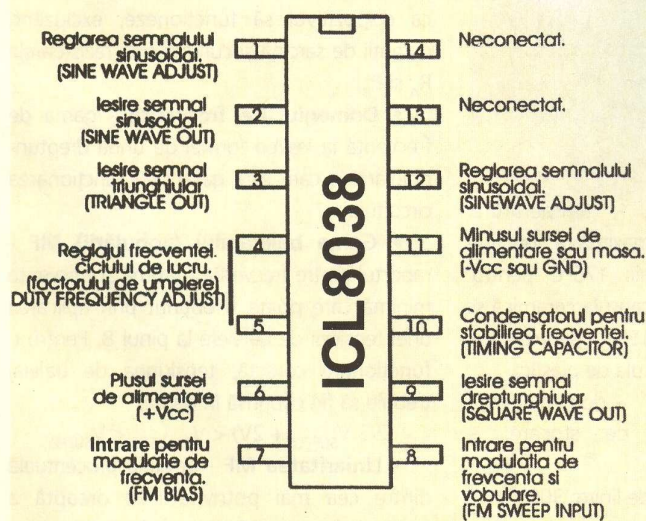 Reglarea semnalului
sinusoidal.
(SINE WAVE ADJUST)
1
Iesire semnal
sinusoidal.
(SINE WAVE OUT)
2
Iesire semnal
triunghiular
(TRIANGLE OUT)
3
Reglajul frecventei.
ciclului de lucru.
(factorului de umplere)
DUTY FREQUENCY ADJUST)
4
5
Plusul sursei
de alimentare
(+Vcc)
6
Intrare pentru
modulatie de
frecventa.
(FM BIAS)
7
ICL8038
14
Neconectat.
13
Neconectat.
12
Reglarea semnalului
sinusoidal.
(SINEWAVE ADJUST)
11
Minusul sursei de
alimentare sau masa.
(-Vcc sau GND)
10
Condensatorul pentru
stabilirea frecventei.
(TIMING CAPACITOR)
9
Iesire semnal
dreptunghiular
(SQUARE WAVE OUT)
8
Intrare pentru
modulatia de
frevcenta si
vobulare.
(FM SWEEP INPUT)